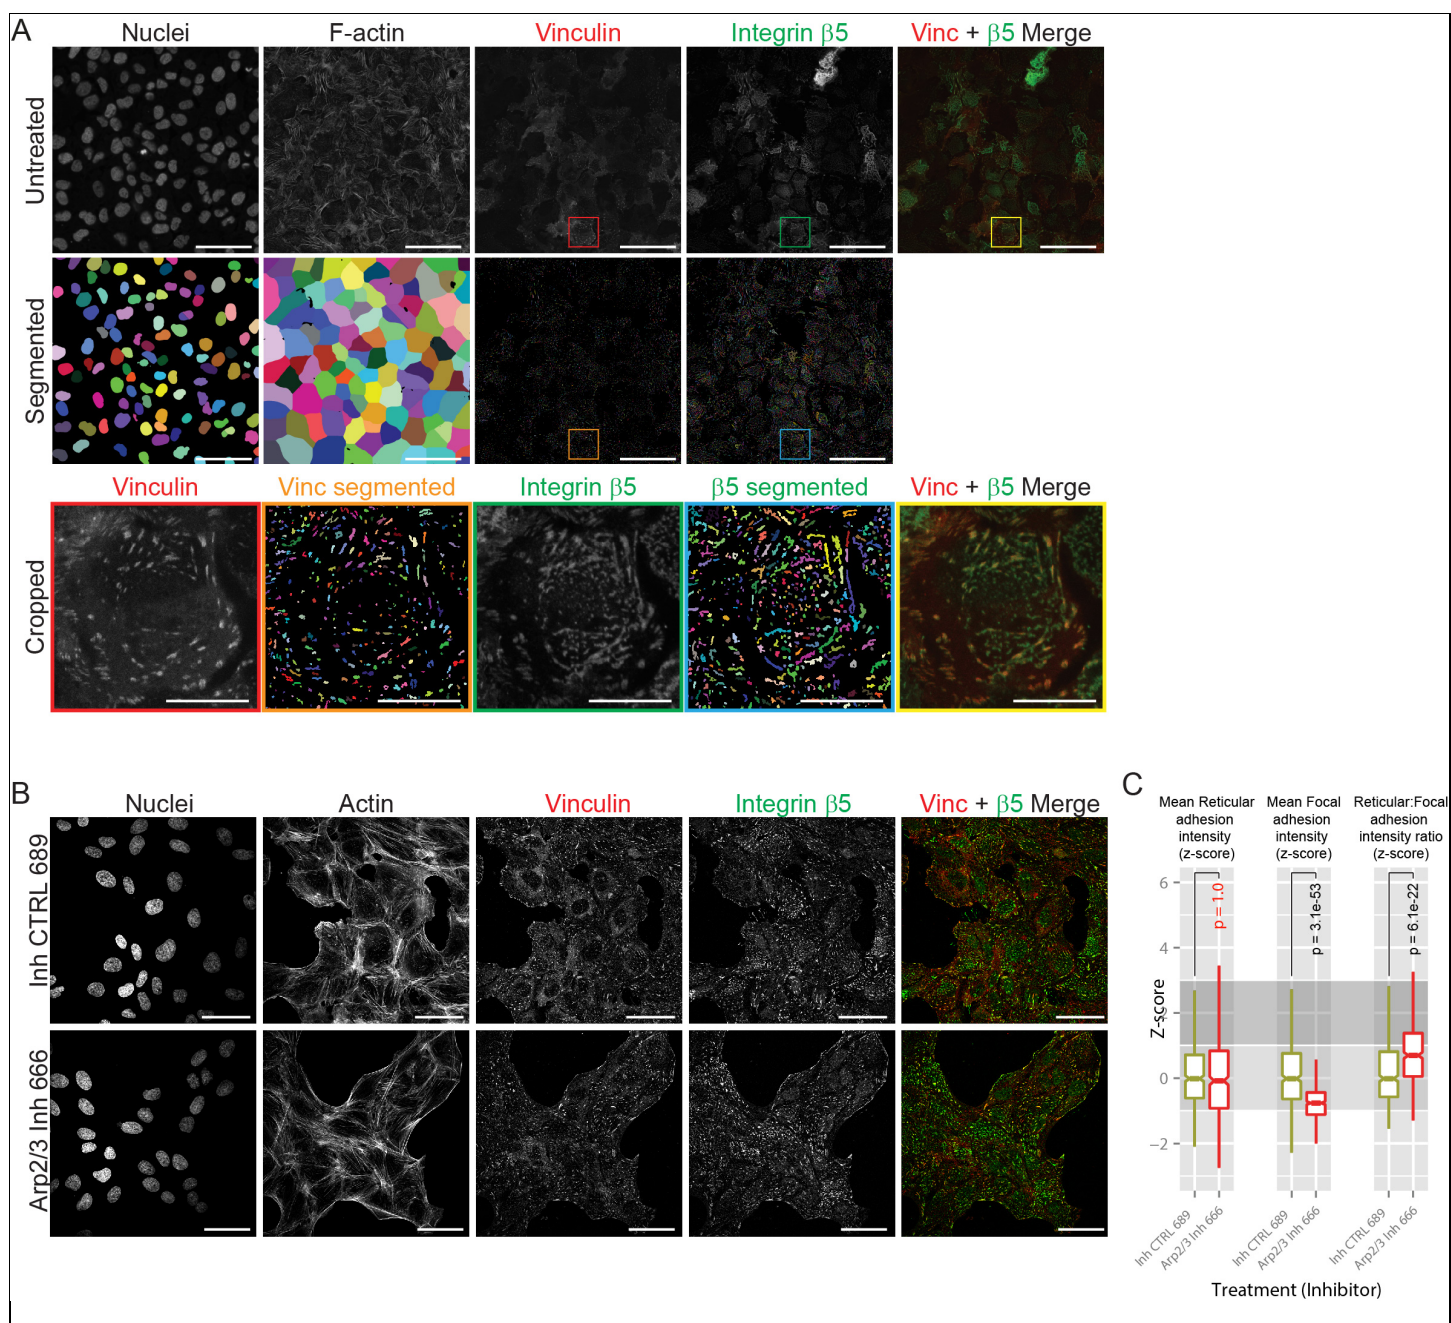 A
Nuclei F-actin Vinculin Integrin β5 Vinc + β5 Merge
Untreated
Segmented
Vinculin Vinc segmented Integrin β5 β5 segmented Vinc + β5 Merge
Cropped
B
Nuclei Actin Vinculin Integrin β5 Vinc + β5 Merge
Inh CTRL 689
Arp2/3 Inh 666
C
Mean Reticular
adhesion
intensity
(z-score)
Mean Focal
adhesion
intensity
(z-score)
Reticular:Focal
adhesion
intensity ratio
(z-score)
p = 1.0
p = 3.1e-53
p = 6.1e-22
Z-score
6
4
2
0
−2
Inh CTRL 689
Arp2/3 Inh 666
Inh CTRL 689
Arp2/3 Inh 666
Inh CTRL 689
Arp2/3 Inh 666
Treatment (Inhibitor)